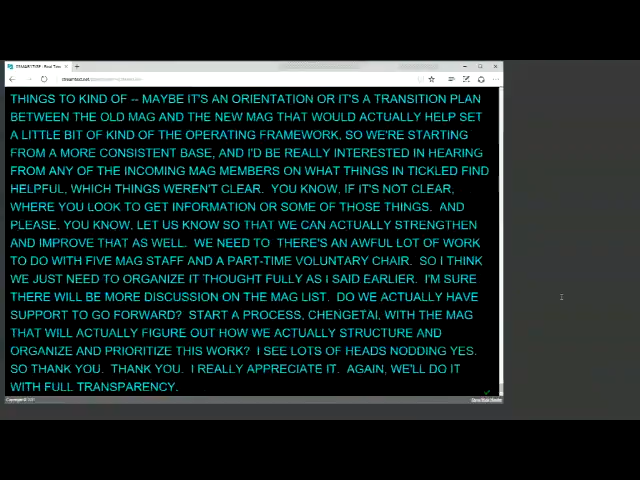 THINGS TO KIND OF -- MAYBE IT'S AN ORIENTATION OR IT'S A TRANSITION PLAN
BETWEEN THE OLD MAG AND THE NEW MAG THAT WOULD ACTUALLY HELP SET
A LITTLE BIT OF KIND OF THE OPERATING FRAMEWORK, SO WE'RE STARTING
FROM A MORE CONSISTENT BASE, AND I'D BE REALLY INTERESTED IN HEARING
FROM ANY OF THE INCOMING MAG MEMBERS ON WHAT THINGS IN TICKLED FIND
HELPFUL, WHICH THINGS WEREN'T CLEAR. YOU KNOW, IF IT'S NOT CLEAR,
WHERE YOU LOOK TO GET INFORMATION OR SOME OF THOSE THINGS. AND
PLEASE, YOU KNOW, LET US KNOW SO THAT WE CAN ACTUALLY STRENGTHEN
AND IMPROVE THAT AS WELL. WE NEED TO THERE'S AN AWFUL LOT OF WORK
TO DO WITH FIVE MAG STAFF AND A PART-TIME VOLUNTARY CHAIR. SO I THINK
WE JUST NEED TO ORGANIZE IT THOUGHT FULLY AS I SAID EARLIER. I'M SURE
THERE WILL BE MORE DISCUSSION ON THE MAG LIST. DO WE ACTUALLY HAVE
SUPPORT TO GO FORWARD? START A PROCESS, CHENGETAI, WITH THE MAG
THAT WILL ACTUALLY FIGURE OUT HOW WE ACTUALLY STRUCTURE AND
ORGANIZE AND PRIORITIZE THIS WORK? I SEE LOTS OF HEADS NODDING YES.
SO THANK YOU. THANK YOU. I REALLY APPRECIATE IT. AGAIN, WE'LL DO IT
WITH FULL TRANSPARENCY.